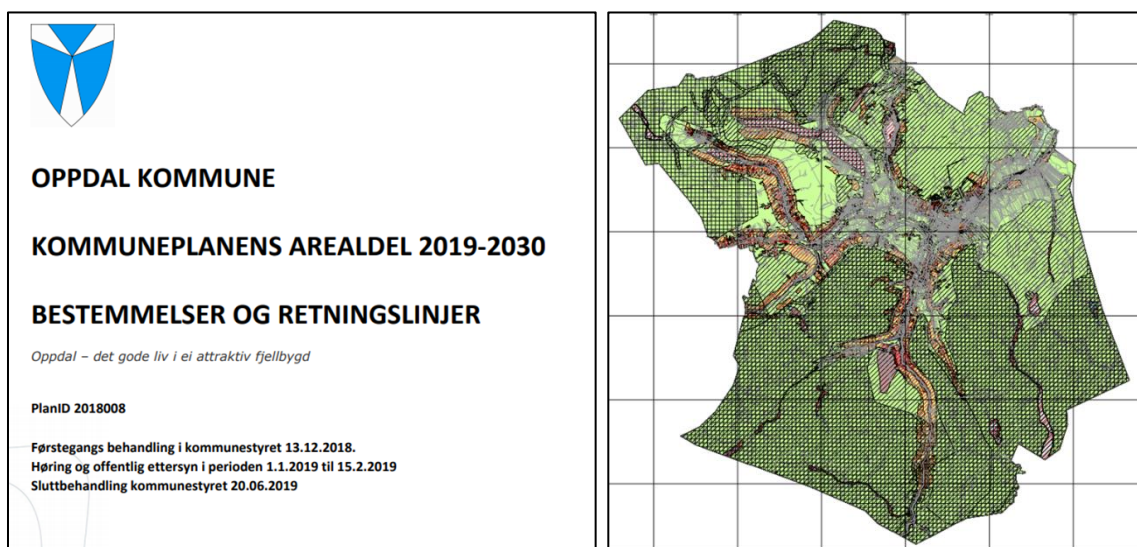 OPPDAL KOMMUNE
KOMMUNEPLANENS AREALDEL 2019-2030
BESTEMMELSER OG RETNINGSLINJER
Oppdal – det gode liv i ei attraktiv fjellbygd
PlanID 2018008
Førstegangs behandling i kommunestyret 13.12.2018.
Høring og offentlig ettersyn i perioden 1.1.2019 til 15.2.2019
Sluttbehandling kommunestyret 20.06.2019